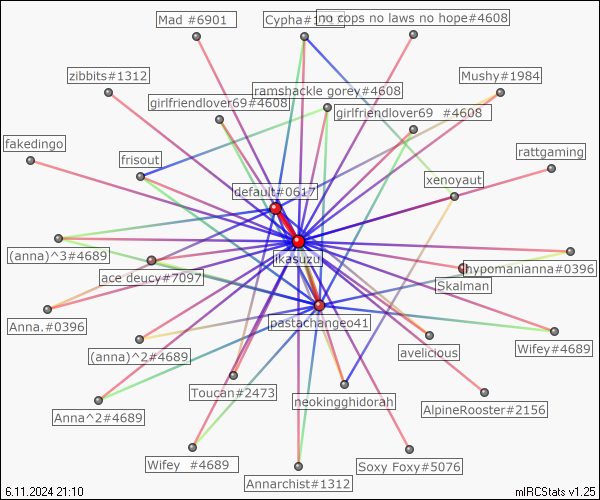 Mad #6901
Cypha#1312
no cops no laws no hope#4608
zibbits#1312
Mushy#1984
ramshackle gorey#4608
girlfriendlover69#4608
girlfriendlover69 #4608
fakedingo
frisout
rattgaming
xenoyaut
default#0617
(anna)^3#4689
ikasuzu
hypomanianna#0396
ace deucy#7097
Skalman
Anna.#0396
pastachangeo41
Wifey#4689
(anna)^2#4689
avelicious
Toucan#2473
neokingghidorah
AlpineRooster#2156
Anna^2#4689
Wifey #4689
Soxy Foxy#5076
Annarchist#1312
6.11.2024 21:10
mIRCStats v1.25